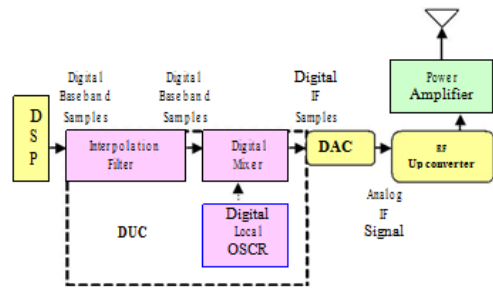 Digital
Baseband
Samples
Digital
Baseband
Samples
Digital
IF
Samples
Power
Amplifier
D
S
P
Interpolation
Filter
Digital
Mixer
DAC
RF
Up converter
Analog
IF
Signal
DUC
Digital
Local
OSCR